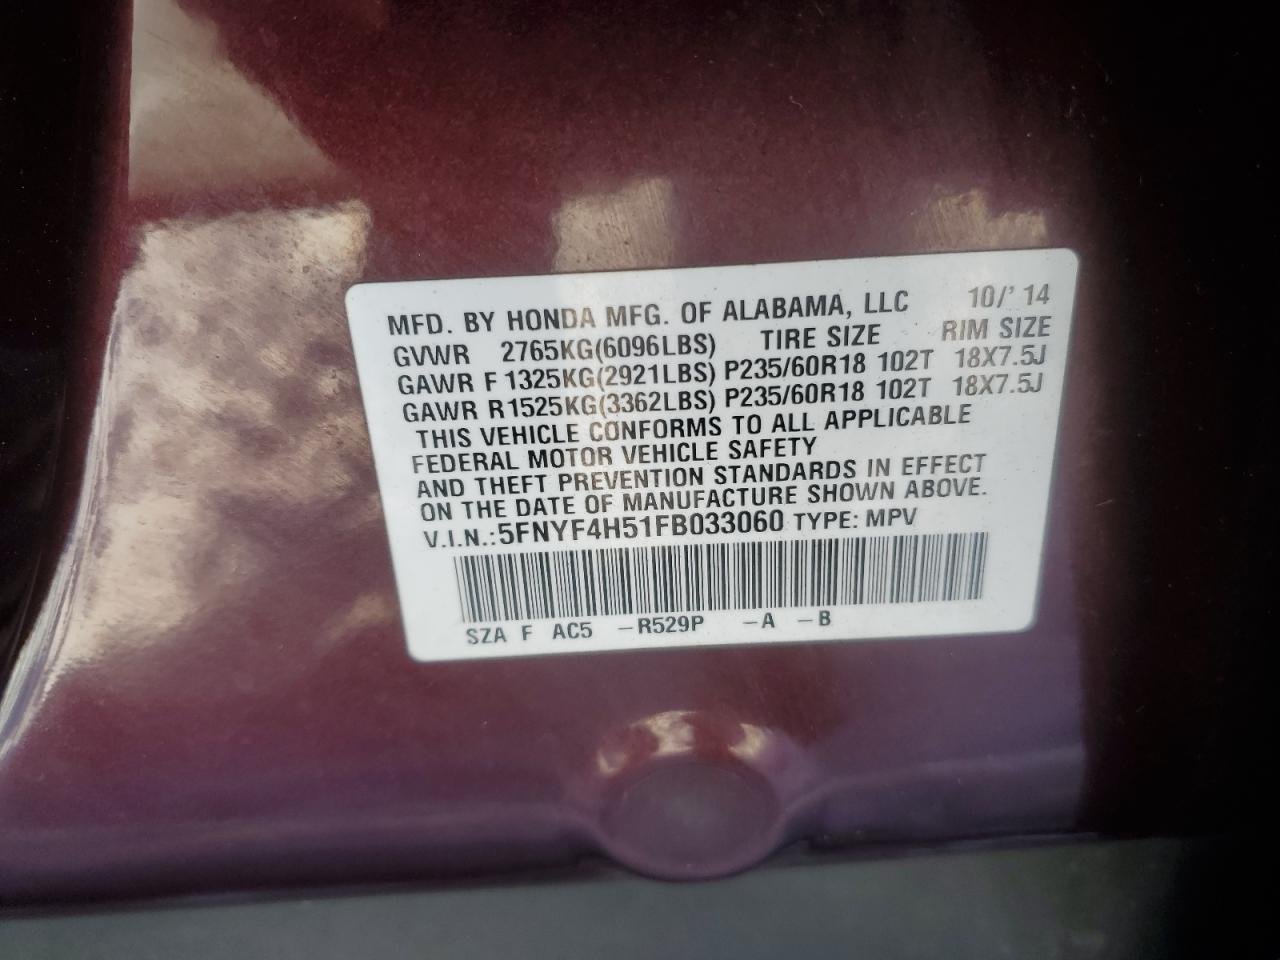 MFD. BY HONDA MFG. OF ALABAMA, LLC 10/' 14
GVWR 2765KG(6096LBS) TIRE SIZE RIM SIZE
GAWR F 1325KG(2921LBS) P235/60R18 102T 18X7.5J
GAWR R 1525KG(3362LBS) P235/60R18 102T 18X7.5J
THIS VEHICLE CONFORMS TO ALL APPLICABLE
FEDERAL MOTOR VEHICLE SAFETY
AND THEFT PREVENTION STANDARDS IN EFFECT
ON THE DATE OF MANUFACTURE SHOWN ABOVE.
V.I.N.: 5FNYF4H51FB033060 TYPE: MPV
SZA F AC5 -R529P -A -B